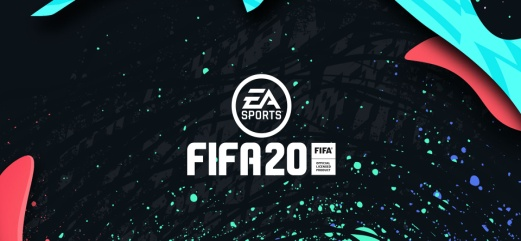 EA
SPORTS
FIFA20
FIFA
OFFICIAL
LICENSED
PRODUCT